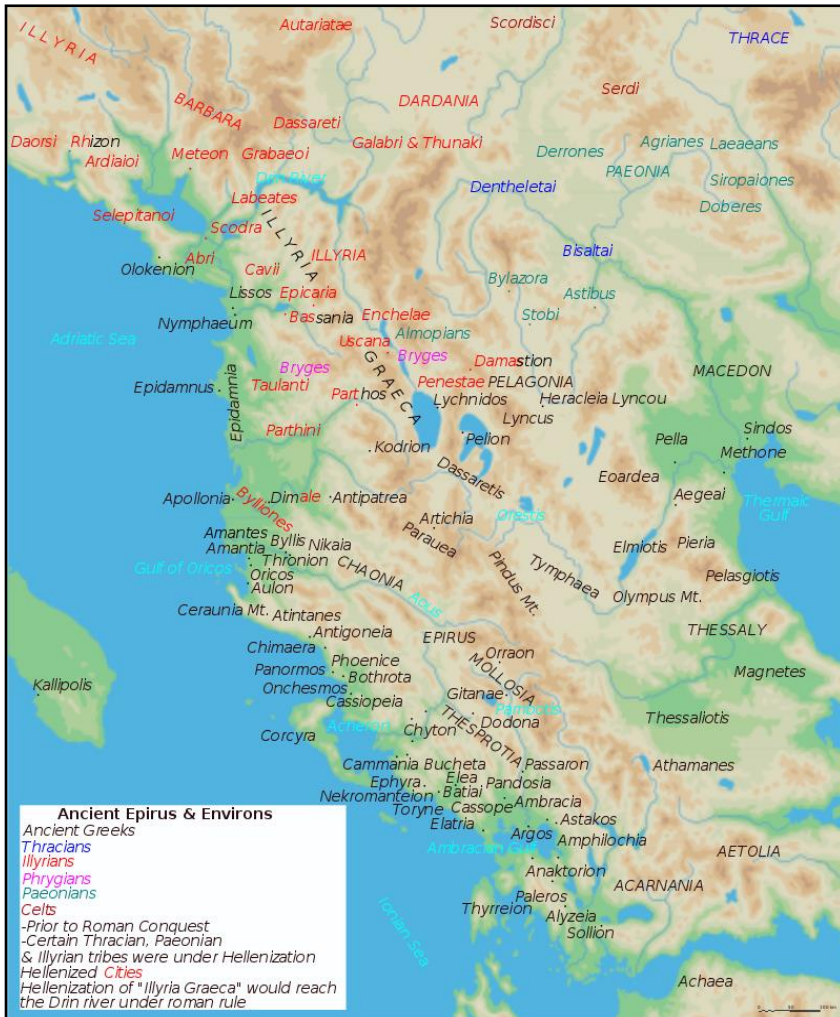 ILLYRIA
Autariatae
Scordisci
THRACE
BARBARA
DARDANIA
Serdi
Daorsi
Rhizon
Ardiaioi
Meteon
Dassareti
Grabaeoi
Galabri & Thunaki
Derrones
Agrianes
Laeaeans
PAEONIA
Drin River
Dentheletai
Siropaiones
Doberes
Labeates
Selepitanoi
Scodra
ILLYRIA
GRAECA
ILLYRIA
Bisaltai
Abri
Olokenion
Cavii
Lissos
Epicaria
Bylazora
Astibus
Nymphaeum
Bassania
Enchelae
Stobi
Adriatic Sea
Uscana
Almopians
Bryges
Bryges
Damastion
MACEDON
Epidamnus
Epidamnia
Taulanti
Parthos
Penestae
PELAGONIA
Lychnidos
Heracleia Lyncou
Lyncus
Parthini
Kodrion
Pelion
Sindos
Pella
Methone
Dassaretis
Eoardea
Aegeai
Apollonia
Bylliones
Dimale
Antipatrea
Thermaic
Gulf
Artichia
Orestis
Parauea
Amantes
Byllis
Nikaia
Amantia
Thronion
Elmiotis
Pieria
Gulf of Oricos
Oricos
CHAONIA
Pindus Mt.
Tymphaea
Pelasgiotis
Aulon
Aous
Olympus Mt.
Ceraunia Mt.
Atintanes
Antigoneia
EPIRUS
THESSALY
Chimaera
Phoenice
Orraon
Panormos
Bothrota
MOLLOSIA
Magnetes
Kallipolis
Onchesmos
Cassiopeia
Gitanae
Pambotis
Thessaliotis
Corcyra
Acheron
Chyton
THESPROTIA
Dodona
Cammania
Bucheta
Passaron
Athamanes
Ephyra
Elea
Pandosia
Nekromanteion
Batiai
Toryne
Cassope
Ambracia
Elatria
Astakos
Argos
Amphilochia
Ambracian Gulf
AETOLIA
Anaktorion
ACARNANIA
Thyrreion
Paleros
Alyzeia
Sollion
Ionian Sea
Achaea
Ancient Epirus & Environs
Ancient Greeks
Thracians
Illyrians
Phrygians
Paeonians
Celts
-Prior to Roman Conquest
-Certain Thracian, Paeonian
& Illyrian tribes were under Hellenization
Hellenized Cities
Hellenization of "Illyria Graeca" would reach
the Drin river under roman rule